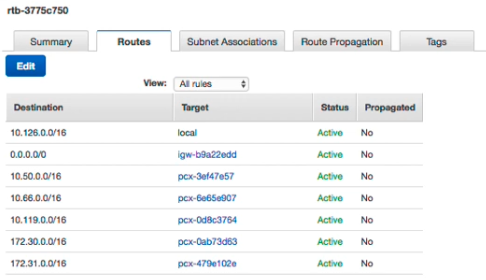 rtb-3775c750
Summary Routes Subnet Associations Route Propagation Tags
Edit
View: All rules
Destination Target Status Propagated
10.126.0.0/16 local Active No
0.0.0.0/0 igw-b9a22edd Active No
10.50.0.0/16 pcx-3ef47e57 Active No
10.66.0.0/16 pcx-6e65e907 Active No
10.119.0.0/16 pcx-0d8c3764 Active No
172.30.0.0/16 pcx-0ab73d63 Active No
172.31.0.0/16 pcx-479e102e Active No